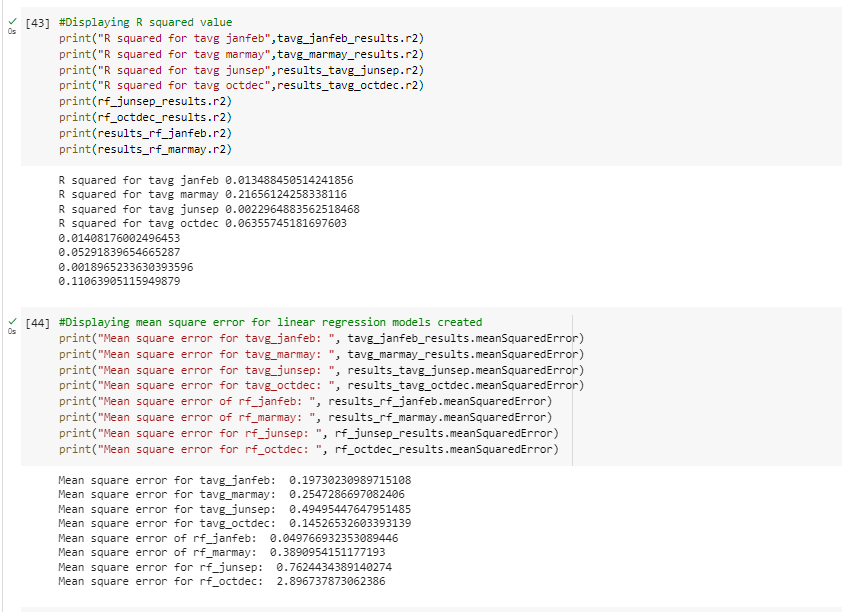 [43] #Displaying R squared value
0s
print("R squared for tavg janfeb",tavg_janfeb_results.r2)
print("R squared for tavg marmay",tavg_marmay_results.r2)
print("R squared for tavg junsep",results_tavg_junsep.r2)
print("R squared for tavg octdec",results_tavg_octdec.r2)
print(rf_junsep_results.r2)
print(rf_octdec_results.r2)
print(results_rf_janfeb.r2)
print(results_rf_marmay.r2)
R squared for tavg janfeb 0.013488450514241856
R squared for tavg marmay 0.21656124258338116
R squared for tavg junsep 0.0022964883562518468
R squared for tavg octdec 0.06355745181697603
0.01408176002496453
0.05291839654665287
0.0018965233630393596
0.11063905115949879
[44] #Displaying mean square error for linear regression models created
0s
print("Mean square error for tavg_janfeb: ", tavg_janfeb_results.meanSquaredError)
print("Mean square error for tavg_marmay: ", tavg_marmay_results.meanSquaredError)
print("Mean square error for tavg_junsep: ", results_tavg_junsep.meanSquaredError)
print("Mean square error for tavg_octdec: ", results_tavg_octdec.meanSquaredError)
print("Mean square error of rf_janfeb: ", results_rf_janfeb.meanSquaredError)
print("Mean square error of rf_marmay: ", results_rf_marmay.meanSquaredError)
print("Mean square error for rf_junsep: ", rf_junsep_results.meanSquaredError)
print("Mean square error for rf_octdec: ", rf_octdec_results.meanSquaredError)
Mean square error for tavg_janfeb:  0.19730230989715108
Mean square error for tavg_marmay:  0.2547286697082406
Mean square error for tavg_junsep:  0.49495447647951485
Mean square error for tavg_octdec:  0.14526532603393139
Mean square error of rf_janfeb:  0.049766932353089446
Mean square error of rf_marmay:  0.3890954151177193
Mean square error for rf_junsep:  0.7624434389140274
Mean square error for rf_octdec:  2.896737873062386